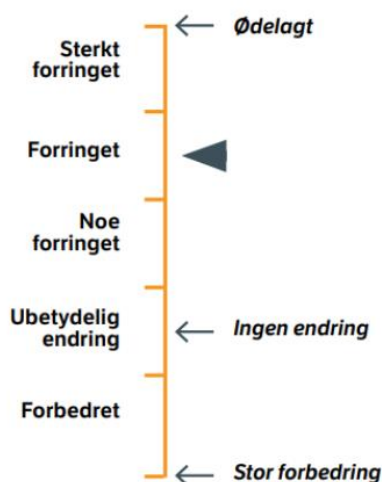 Ødelagt
Sterkt
forringet
Forringet
Noe
forringet
Ubetydelig
endring
Ingen endring
Forbedret
Stor forbedring